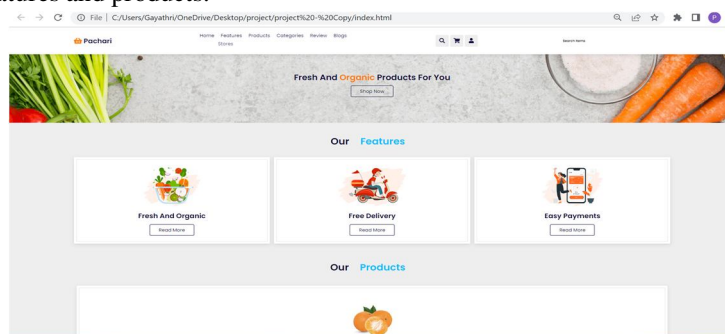 atures and products.
File | C:/Users/Gayathri/OneDrive/Desktop/project/project%20-%20Copy/index.html
P
Pachari
Home Features Products Categories Review Blogs
Stores
Search Items
Fresh And Organic Products For You
Shop Now
Our Features
Fresh And Organic
Read More
Free Delivery
Read More
Easy Payments
Read More
Our Products